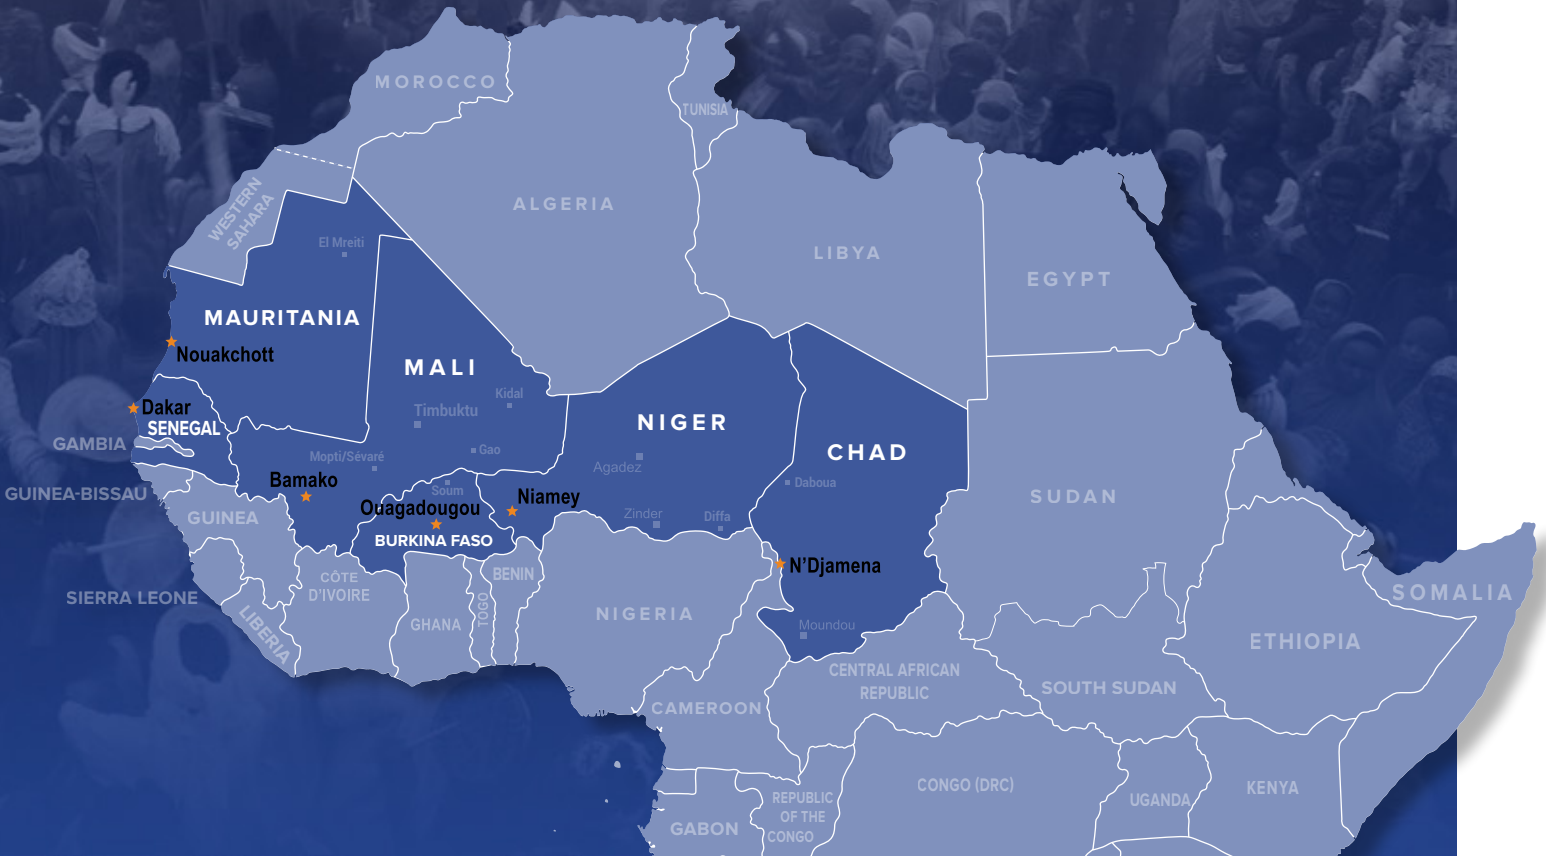 MOROCCO
TUNISIA
ALGERIA
WESTERN
SAHARA
El Mreiti
LIBYA
EGYPT
MAURITANIA
Nouakchott
MALI
Kidal
Dakar
Timbuktu
SENEGAL
NIGER
GAMBIA
Gao
CHAD
Mopti/Sévaré
Agadez
Bamako
Daboua
GUINEA-BISSAU
Soum
Niamey
SUDAN
Ouagadougou
GUINEA
Zinder
Diffa
BURKINA FASO
N'Djamena
CÔTE
D'IVOIRE
BENIN
SIERRA LEONE
SOMALIA
TOGO
NIGERIA
GHANA
Moundou
LIBERIA
ETHIOPIA
CENTRAL AFRICAN
REPUBLIC
SOUTH SUDAN
CAMEROON
CONGO (DRC)
KENYA
REPUBLIC
OF THE
CONGO
UGANDA
GABON